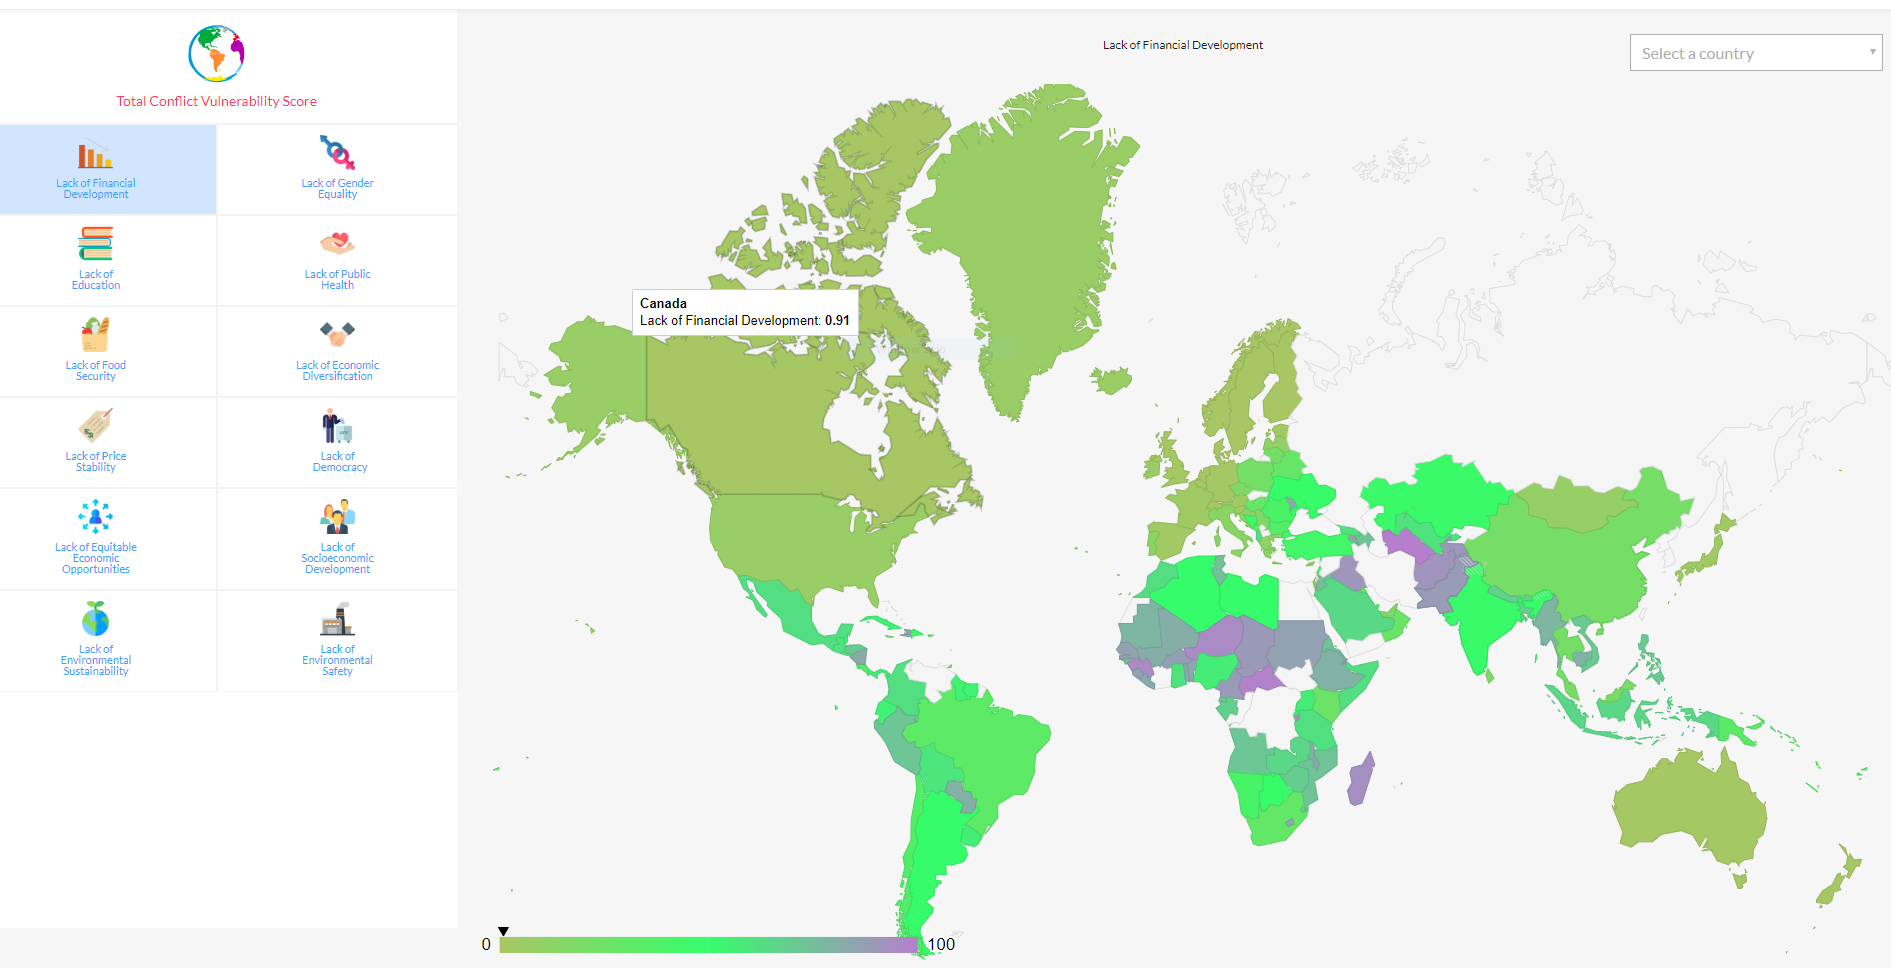 Total Conflict Vulnerability Score
Lack of Financial
Development
Lack of Gender
Equality
Lack of
Education
Lack of Public
Health
Lack of Food
Security
Lack of Economic
Diversification
Lack of Price
Stability
Lack of
Democracy
Lack of Equitable
Economic
Opportunities
Lack of
Socioeconomic
Development
Lack of
Environmental
Sustainability
Lack of
Environmental
Safety
Lack of Financial Development
Select a country
Canada
Lack of Financial Development: 0.91
0
100